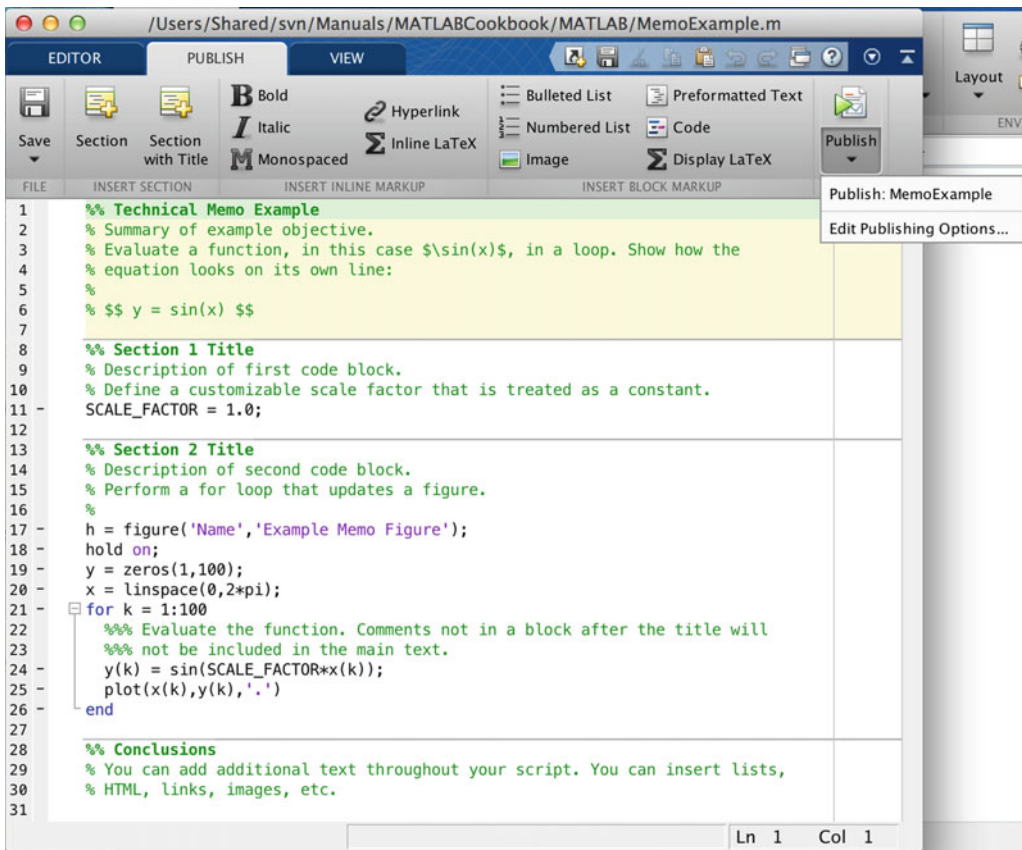 /Users/Shared/svn/Manuals/MATLABCookbook/MATLAB/MemoExample.m
EDITOR PUBLISH VIEW
Save
Section
Section with Title
B Bold
I Italic
M Monospaced
Hyperlink
Σ Inline LaTeX
Bulleted List
Numbered List
Image
Preformatted Text
Code
Σ Display LaTeX
Publish
Layout
FILE INSERT SECTION INSERT INLINE MARKUP INSERT BLOCK MARKUP ENV
Publish: MemoExample
Edit Publishing Options...
1 %% Technical Memo Example
2 % Summary of example objective.
3 % Evaluate a function, in this case $\sin(x)$, in a loop. Show how the
4 % equation looks on its own line:
5 %
6 % $$ y = sin(x) $$
7
8 %% Section 1 Title
9 % Description of first code block.
10 % Define a customizable scale factor that is treated as a constant.
11 - SCALE_FACTOR = 1.0;
12
13 %% Section 2 Title
14 % Description of second code block.
15 % Perform a for loop that updates a figure.
16 %
17 - h = figure('Name','Example Memo Figure');
18 - hold on;
19 - y = zeros(1,100);
20 - x = linspace(0,2*pi);
21 - for k = 1:100
22 %%% Evaluate the function. Comments not in a block after the title will
23 %%% not be included in the main text.
24 - y(k) = sin(SCALE_FACTOR*x(k));
25 - plot(x(k),y(k),'.')
26 - end
27
28 %% Conclusions
29 % You can add additional text throughout your script. You can insert lists,
30 % HTML, links, images, etc.
31
Ln 1 Col 1